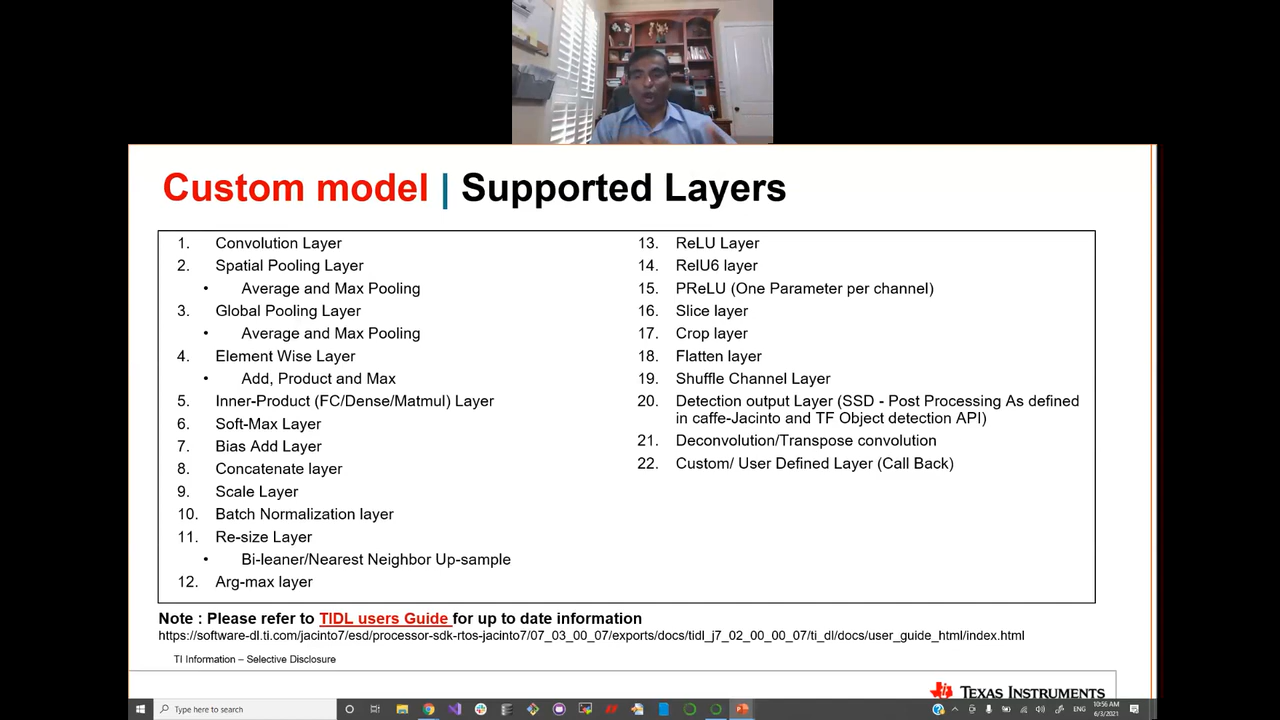 Custom model | Supported Layers
1. Convolution Layer
2. Spatial Pooling Layer
• Average and Max Pooling
3. Global Pooling Layer
• Average and Max Pooling
4. Element Wise Layer
• Add, Product and Max
5. Inner-Product (FC/Dense/Matmul) Layer
6. Soft-Max Layer
7. Bias Add Layer
8. Concatenate layer
9. Scale Layer
10. Batch Normalization layer
11. Re-size Layer
• Bi-leaner/Nearest Neighbor Up-sample
12. Arg-max layer
13. ReLU Layer
14. RelU6 layer
15. PReLU (One Parameter per channel)
16. Slice layer
17. Crop layer
18. Flatten layer
19. Shuffle Channel Layer
20. Detection output Layer (SSD - Post Processing As defined
in caffe-Jacinto and TF Object detection API)
21. Deconvolution/Transpose convolution
22. Custom/ User Defined Layer (Call Back)
Note : Please refer to TIDL users Guide for up to date information
https://software-dl.ti.com/jacinto7/esd/processor-sdk-rtos-jacinto7/07_03_00_07/exports/docs/tidl_j7_02_00_00_07/ti_dl/docs/user_guide_html/index.html
TI Information – Selective Disclosure
TEXAS INSTRUMENTS
Type here to search
ENG
10:56 AM
6/3/2021